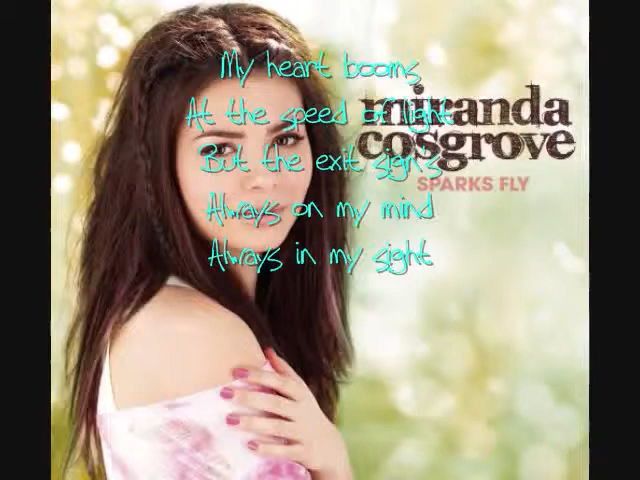 My heart booms
At the speed of light
But the exit sign's
Always on my mind
Always in my sight
miranda
cosgrove
SPARKS FLY